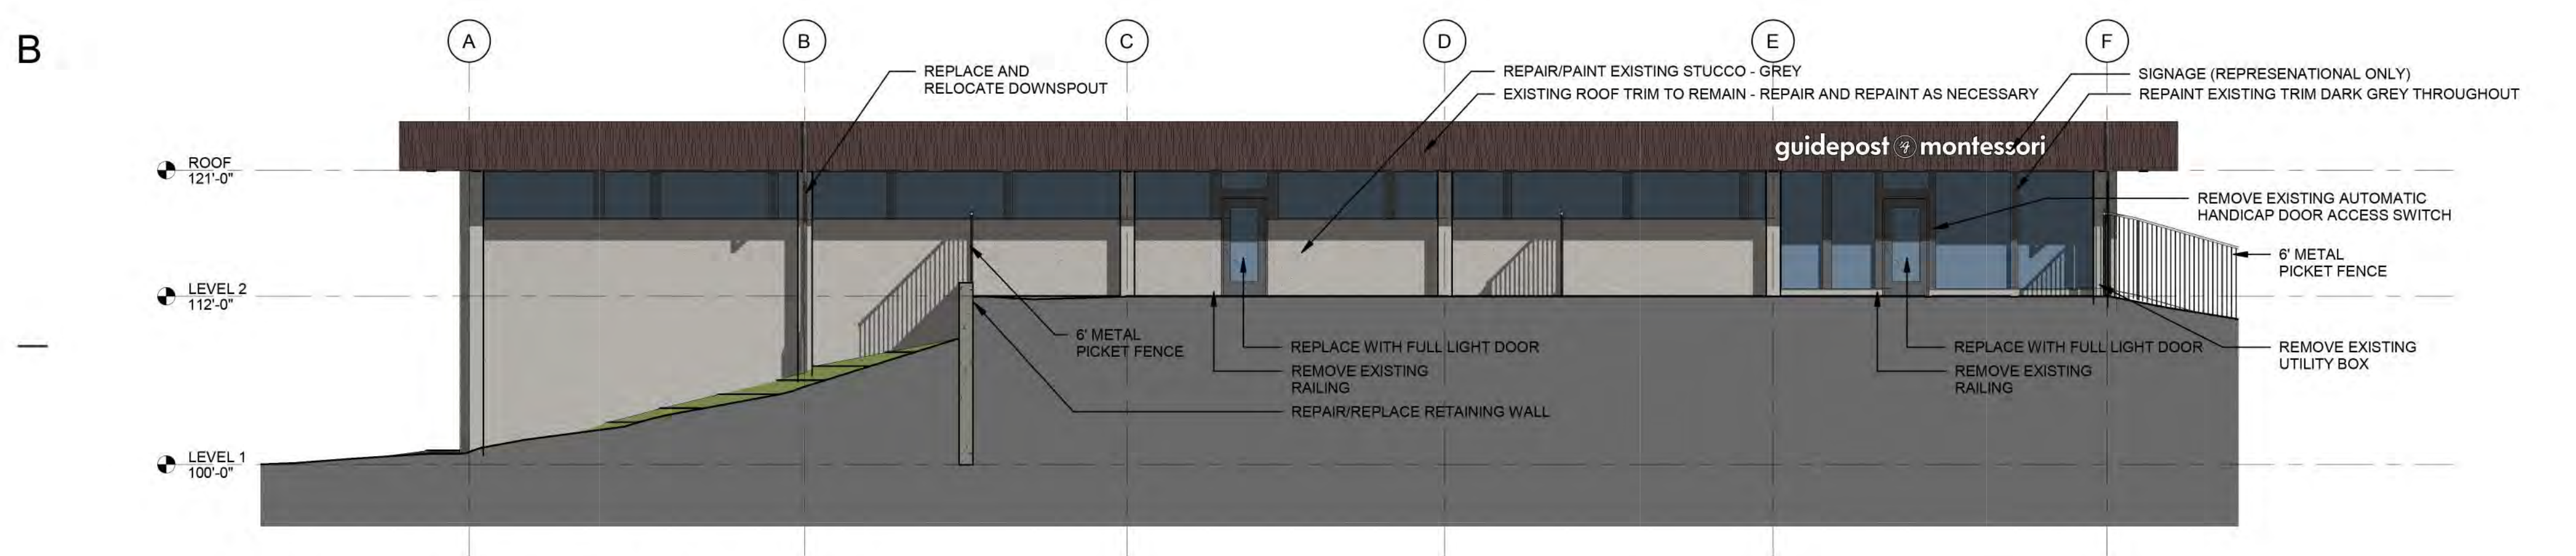 B
A
B
C
D
E
F
REPLACE AND
RELOCATE DOWNSPOUT
REPAIR/PAINT EXISTING STUCCO - GREY
EXISTING ROOF TRIM TO REMAIN - REPAIR AND REPAINT AS NECESSARY
SIGNAGE (REPRESENATIONAL ONLY)
REPAINT EXISTING TRIM DARK GREY THROUGHOUT
guidepost montessori
ROOF
121'-0"
REMOVE EXISTING AUTOMATIC
HANDICAP DOOR ACCESS SWITCH
6' METAL
PICKET FENCE
LEVEL 2
112'-0"
6' METAL
PICKET FENCE
REPLACE WITH FULL LIGHT DOOR
REMOVE EXISTING
RAILING
REPAIR/REPLACE RETAINING WALL
REPLACE WITH FULL LIGHT DOOR
REMOVE EXISTING
RAILING
REMOVE EXISTING
UTILITY BOX
LEVEL 1
100'-0"